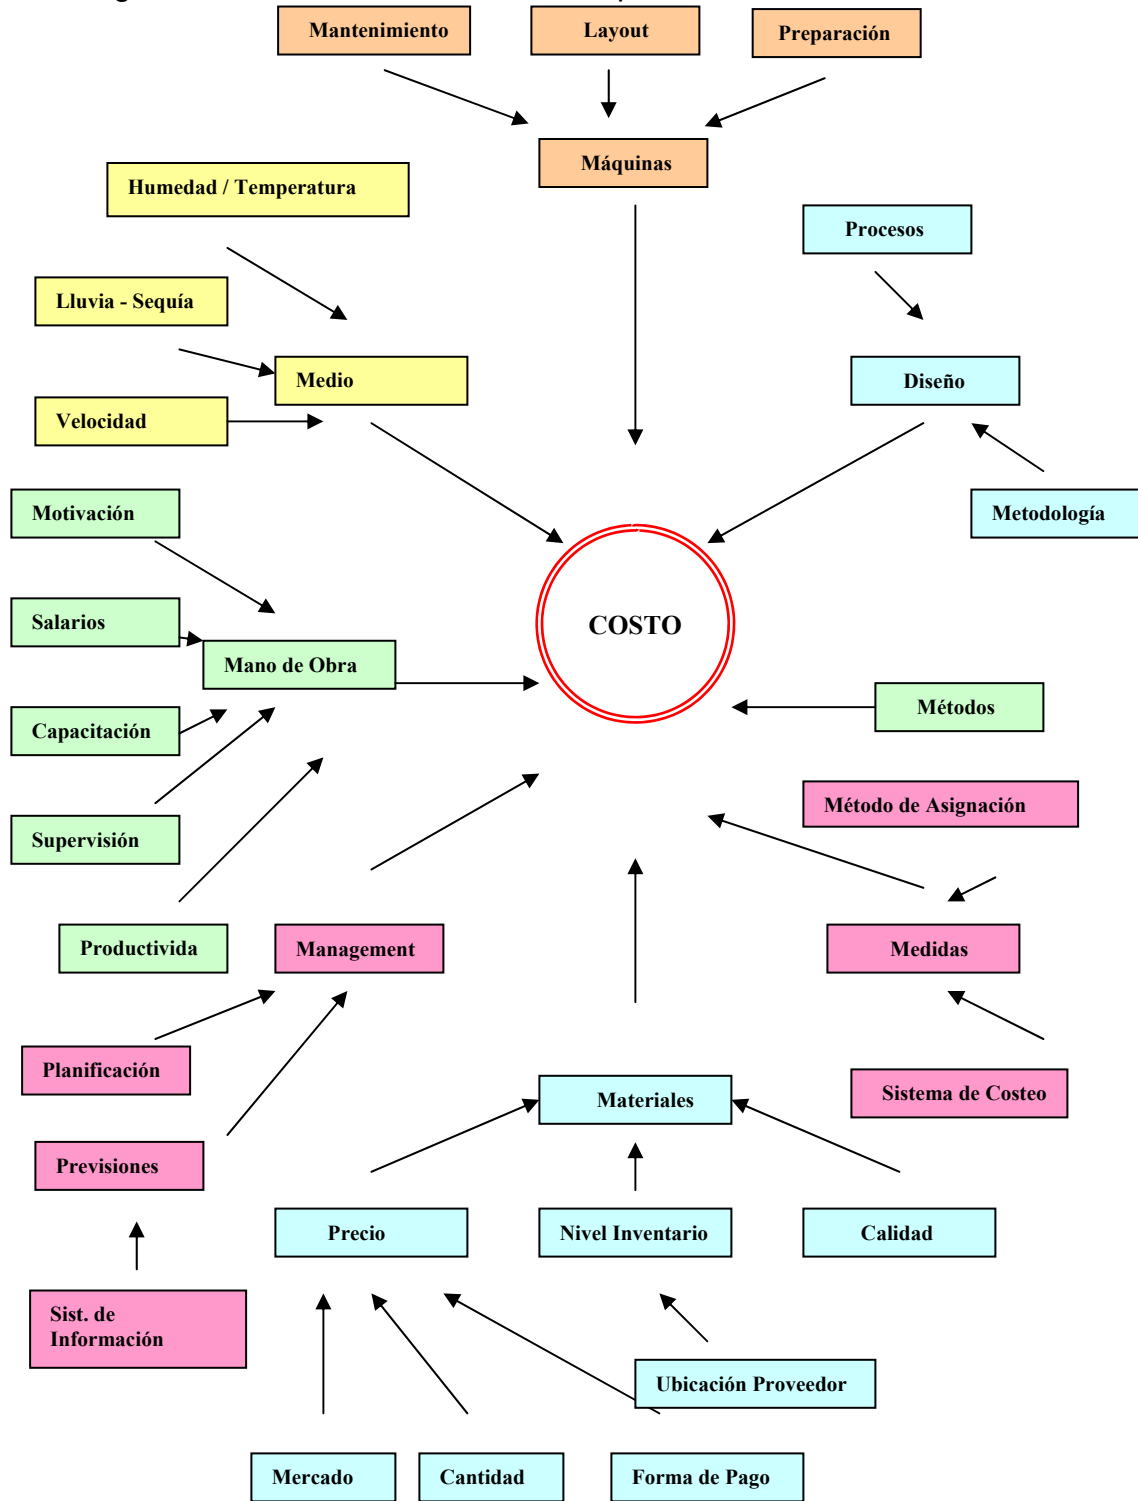 Mantenimiento
Layout
Preparación
Máquinas
Humedad / Temperatura
Procesos
Lluvia - Sequía
Medio
Diseño
Velocidad
Motivación
Metodología
Salarios
COSTO
Mano de Obra
Métodos
Capacitación
Método de Asignación
Supervisión
Productivida
Management
Medidas
Planificación
Materiales
Sistema de Costeo
Previsiones
Precio
Nivel Inventario
Calidad
Sist. de
Información
Ubicación Proveedor
Mercado
Cantidad
Forma de Pago